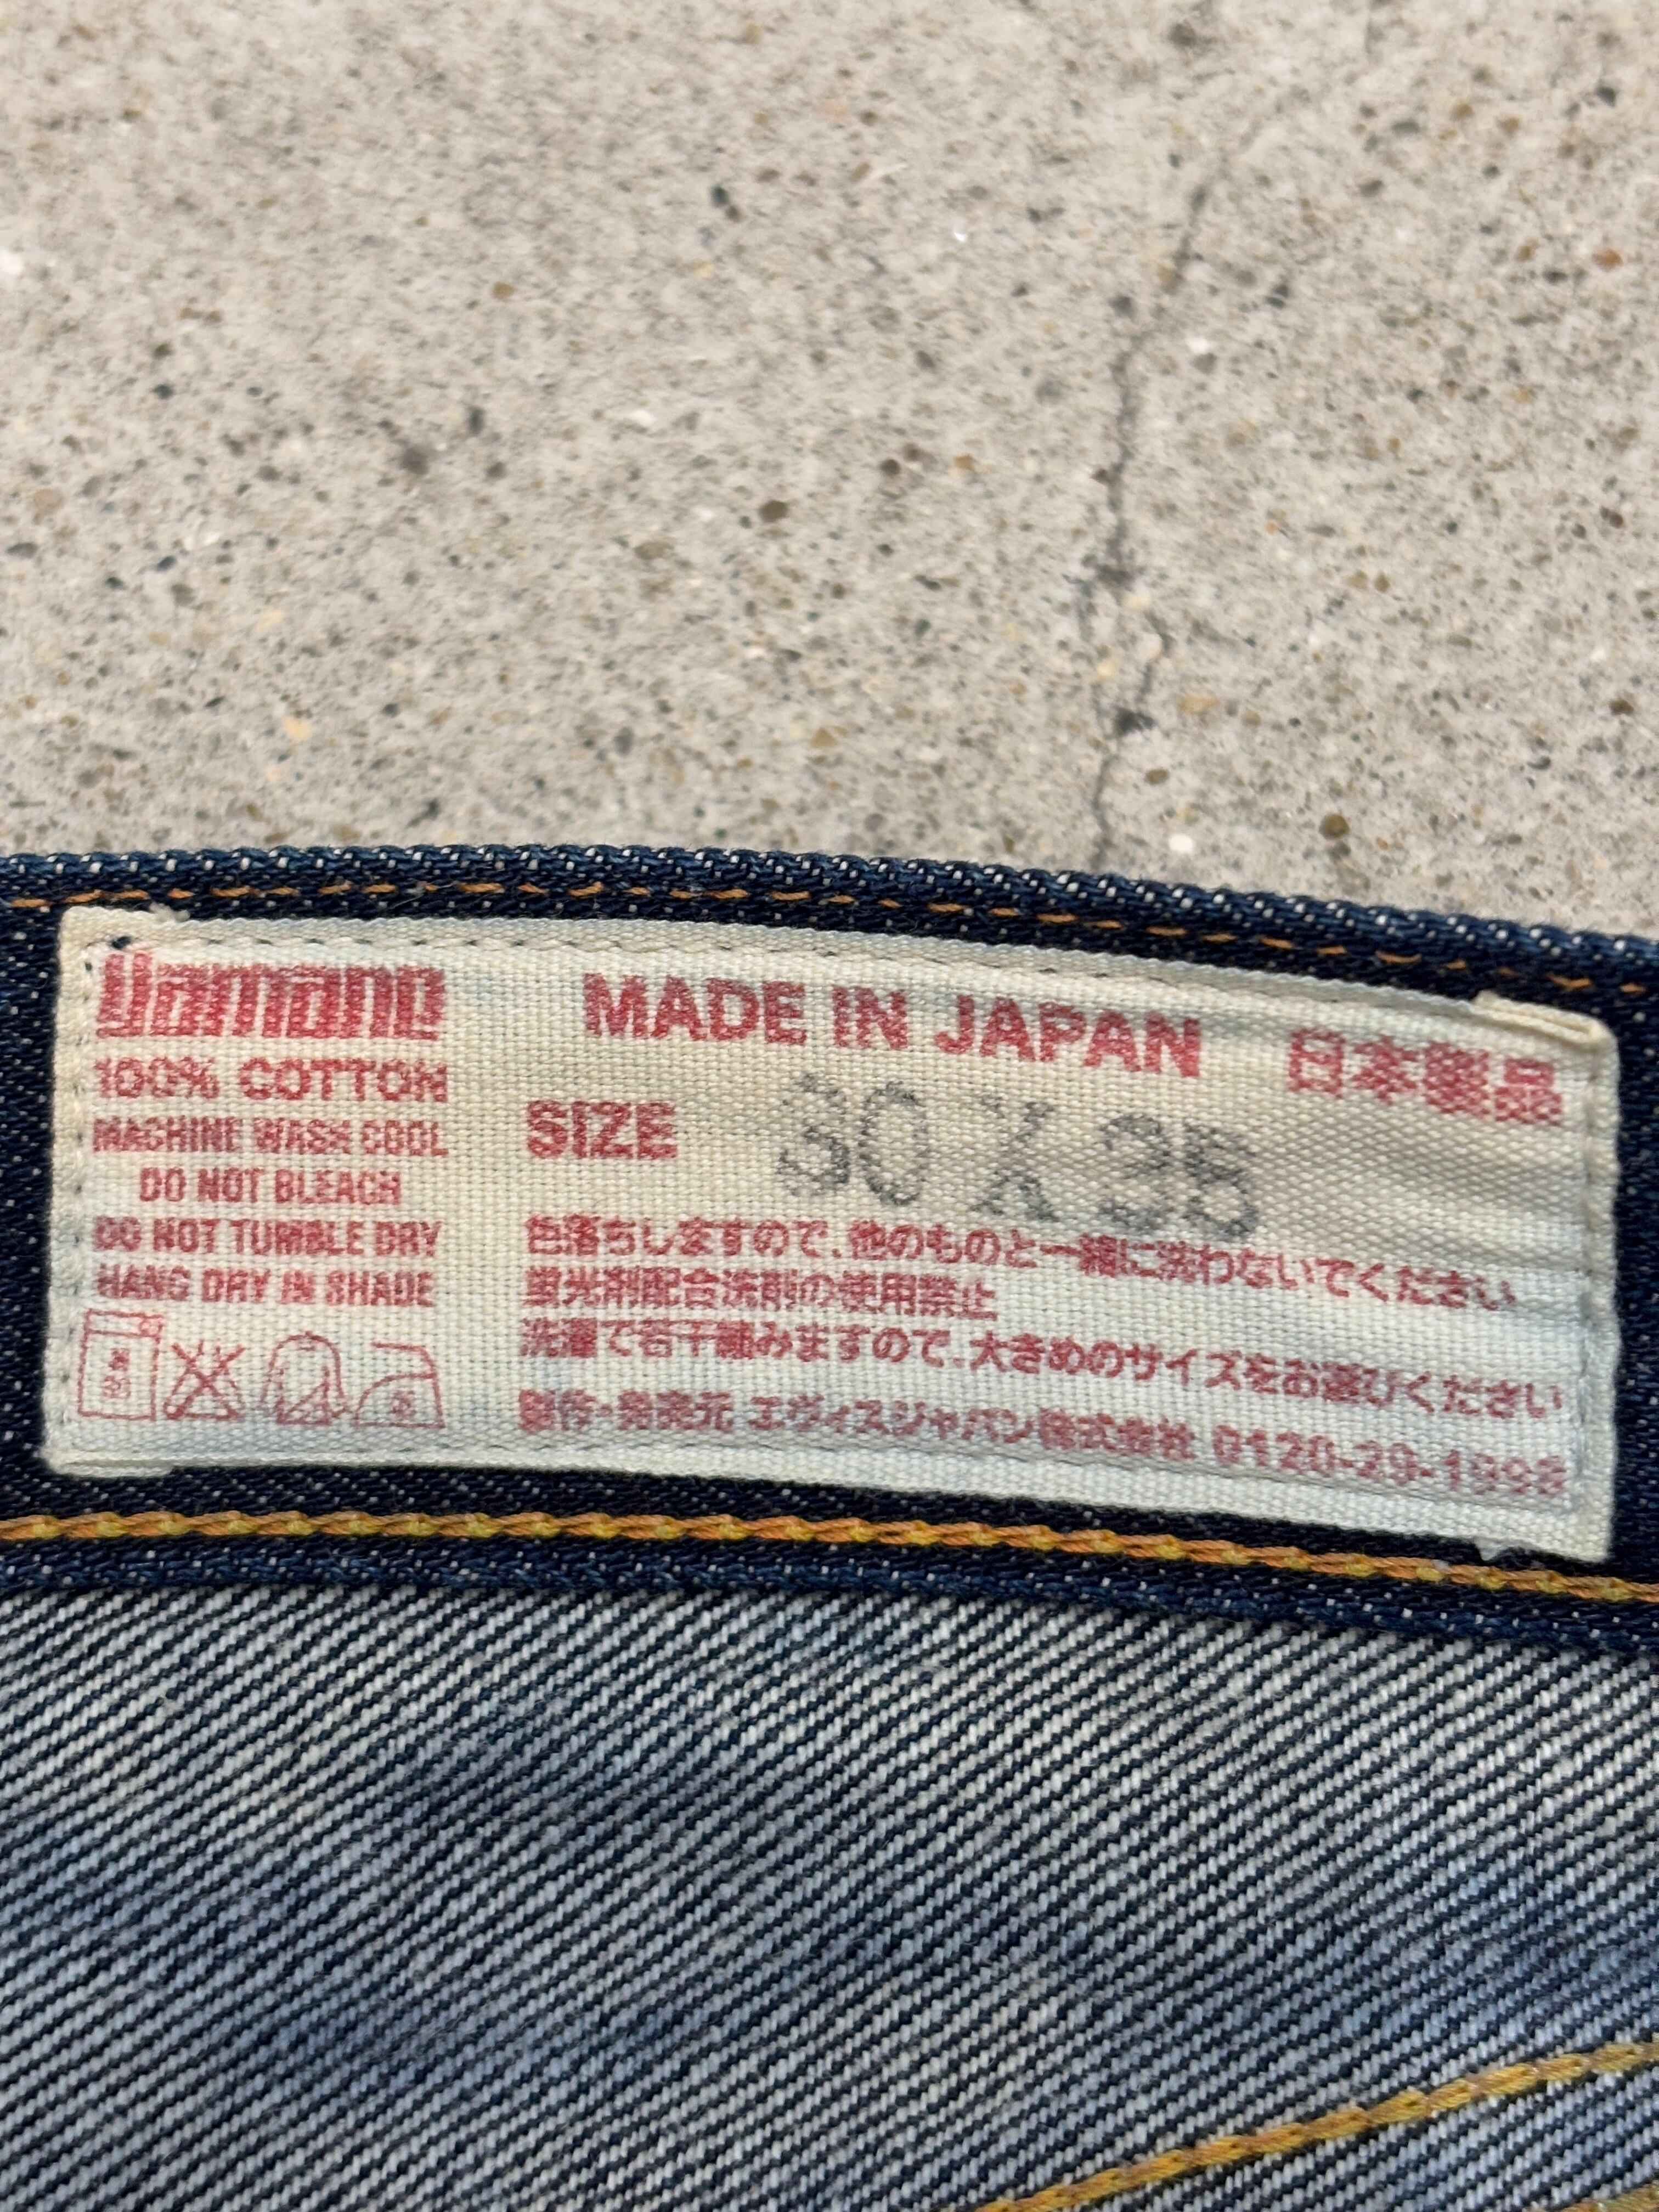 Yamane
100% COTTON
MACHINE WASH COOL
DO NOT BLEACH
DO NOT TUMBLE DRY
HANG DRY IN SHADE
MADE IN JAPAN 日本製品
SIZE 30 X 35
色落ちしますので、他のものと一緒に洗わないでください
蛍光剤配合洗剤の使用禁止
洗濯で若干縮みますので、大きめのサイズをお選びください
製作・発売元 エヴィスジャパン株式会社 0120-29-1998